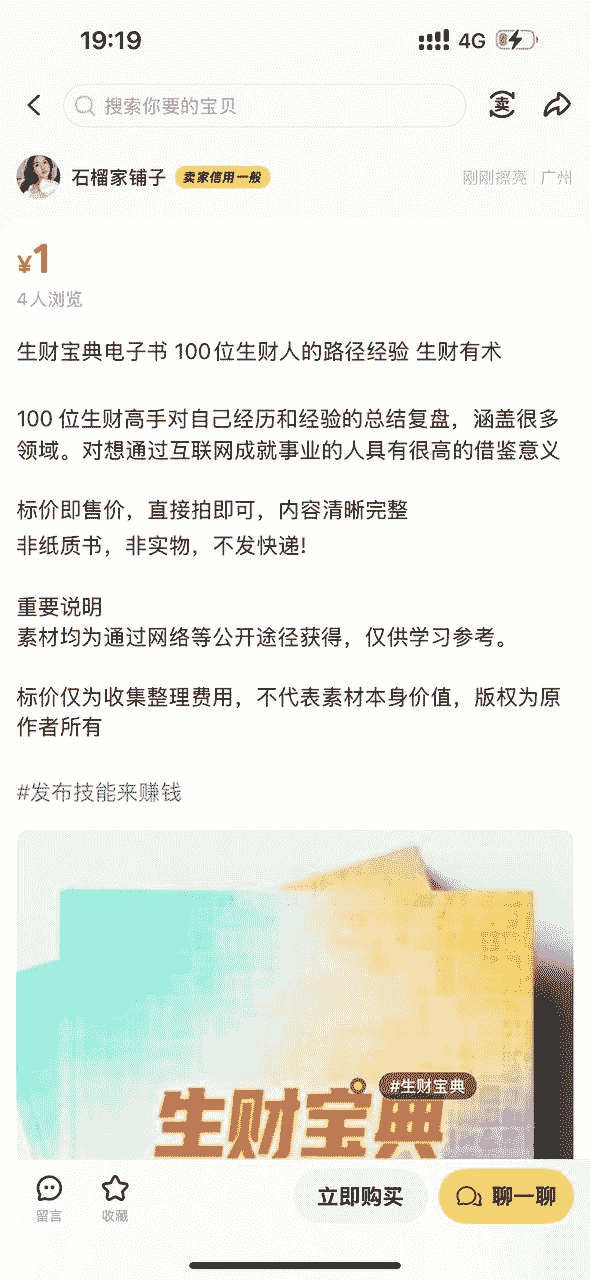 19:19
4G
搜索你要的宝贝
卖
石榴家铺子
卖家信用一般
刚刚擦亮
广州
¥1
4人浏览
生财宝典电子书 100位生财人的路径经验 生财有术
100 位生财高手对自己经历和经验的总结复盘，涵盖很多
领域。对想通过互联网成就事业的人具有很高的借鉴意义
标价即售价，直接拍即可，内容清晰完整
非纸质书，非实物，不发快递!
重要说明
素材均为通过网络等公开途径获得，仅供学习参考。
标价仅为收集整理费用，不代表素材本身价值，版权为原
作者所有
#发布技能来赚钱
#生财宝典
生财宝典
留言
收藏
立即购买
聊一聊